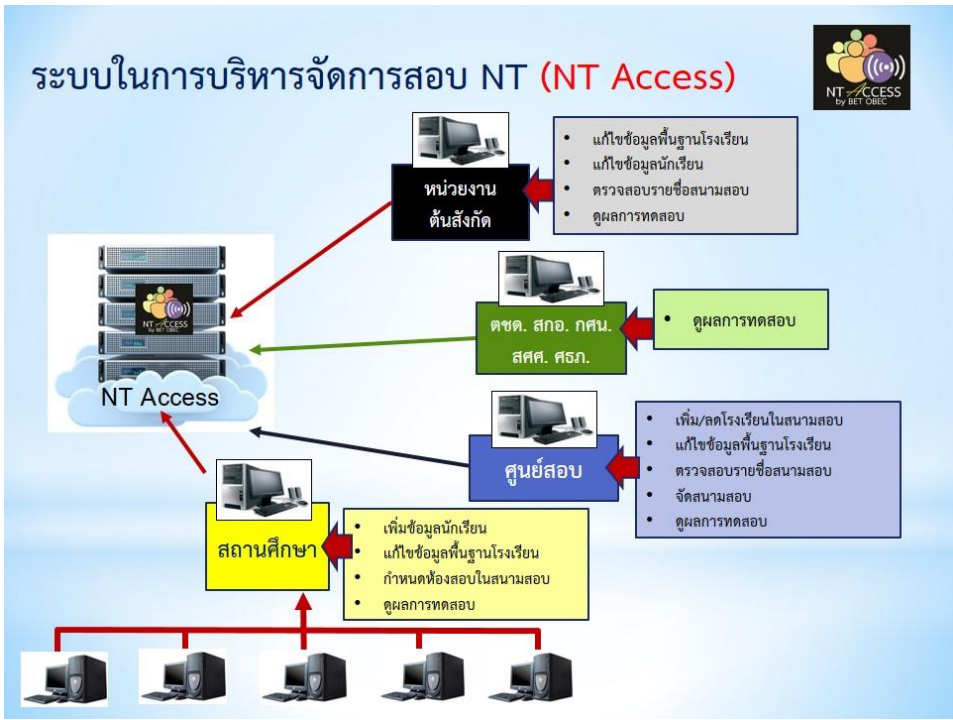 ระบบในการบริหารจัดการสอบ NT (NT Access)
NT ACCESS
by BET OBEC
หน่วยงาน
ต้นสังกัด
• แก้ไขข้อมูลพื้นฐานโรงเรียน
• แก้ไขข้อมูลนักเรียน
• ตรวจสอบรายชื่อสนามสอบ
• ดูผลการทดสอบ
NT ACCESS
by BET OBEC
NT Access
ตชด. สกอ. กศน.
สศศ. ศธภ.
• ดูผลการทดสอบ
ศูนย์สอบ
• เพิ่ม/ลดโรงเรียนในสนามสอบ
• แก้ไขข้อมูลพื้นฐานโรงเรียน
• ตรวจสอบรายชื่อสนามสอบ
• จัดสนามสอบ
• ดูผลการทดสอบ
สถานศึกษา
• เพิ่มข้อมูลนักเรียน
• แก้ไขข้อมูลพื้นฐานโรงเรียน
• กำหนดห้องสอบในสนามสอบ
• ดูผลการทดสอบ